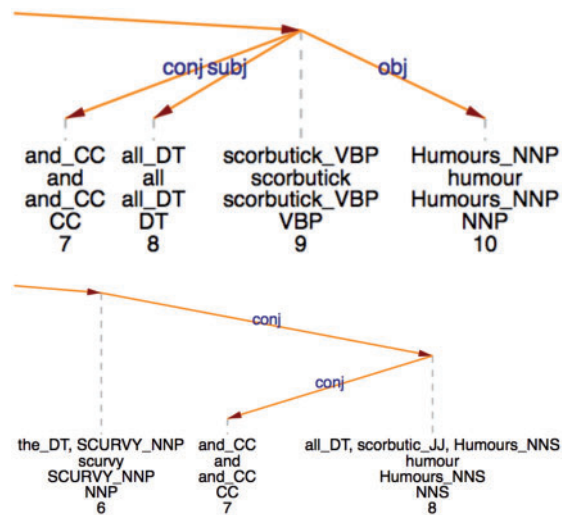 conj subj obj
and_CC all_DT scorbutick_VBP Humours_NNP
and all scorbutick humour
and_CC all_DT scorbutick_VBP Humours_NNP
CC DT VBP NNP
7 8 9 10
conj
conj
the_DT, SCURVY_NNP and_CC all_DT, scorbutic_JJ, Humours_NNS
scurvy and humour
SCURVY_NNP and_CC Humours_NNS
NNP CC NNS
6 7 8